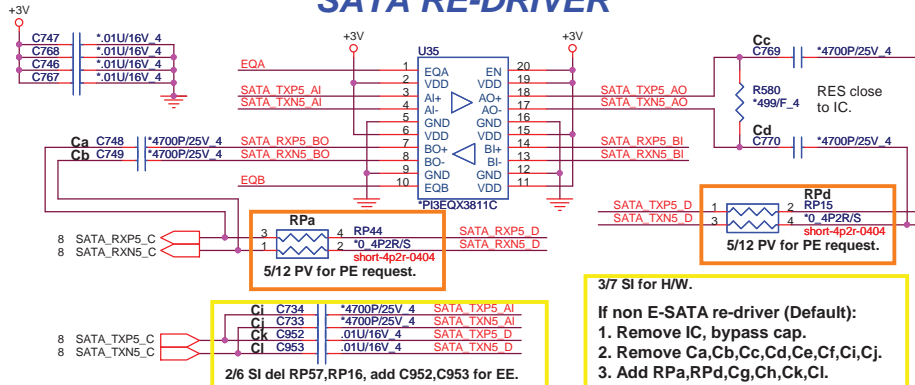 SATA RE-DRIVER
+3V
C747 *.01U/16V_4
C768 *.01U/16V_4
C746 *.01U/16V_4
C767 *.01U/16V_4
+3V
+3V
U35
EQA 1 EQA EN 20
2 VDD VDD 19
SATA_TXP5_AI 3 AI+ AO+ 18 SATA_TXP5_AO
SATA_TXN5_AI 4 AI- AO- 17 SATA_TXN5_AO
5 GND GND 16
6 VDD VDD 15
Ca C748 *4700P/25V_4 SATA_RXP5_BO 7 BO+ BI+ 14 SATA_RXP5_BI
Cb C749 *4700P/25V_4 SATA_RXN5_BO 8 BO- BI- 13 SATA_RXN5_BI
9 GND GND 12
EQB 10 EQB VDD 11
*PI3EQX3811C
Cc
C769 *4700P/25V_4
R580
*499/F_4
RES close
to IC.
Cd
C770 *4700P/25V_4
RPa
8 SATA_RXP5_C 3 4 RP44 SATA_RXP5_D
8 SATA_RXN5_C 1 2 *0_4P2R/S SATA_RXN5_D
short-4p2r-0404
5/12 PV for PE request.
RPd
SATA_TXP5_D 1 2 RP15
SATA_TXN5_D 3 4 *0_4P2R/S
short-4p2r-0404
5/12 PV for PE request.
Ci C734 *4700P/25V_4 SATA_TXP5_AI
Cj C733 *4700P/25V_4 SATA_TXN5_AI
8 SATA_TXP5_C Ck C952 .01U/16V_4 SATA_TXP5_D
8 SATA_TXN5_C Cl C953 .01U/16V_4 SATA_TXN5_D
2/6 SI del RP57,RP16, add C952,C953 for EE.
3/7 SI for H/W.
If non E-SATA re-driver (Default):
1. Remove IC, bypass cap.
2. Remove Ca,Cb,Cc,Cd,Ce,Cf,Ci,Cj.
3. Add RPa,RPd,Cg,Ch,Ck,Cl.